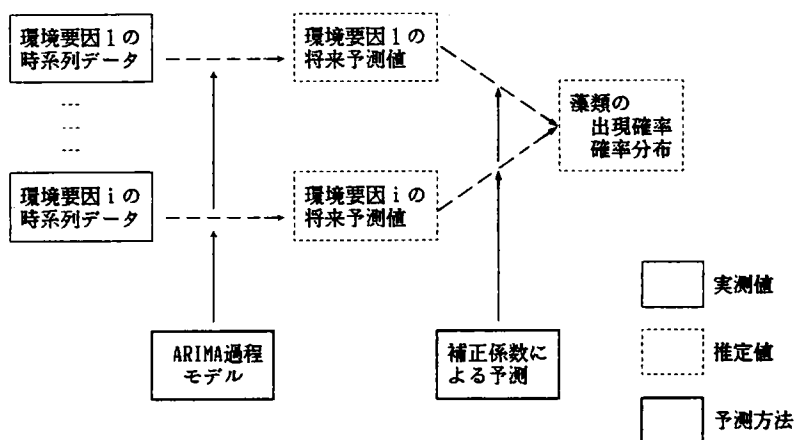 環境要因1の
時系列データ
環境要因1の
将来予測値
藻類の
出現確率
確率分布
環境要因iの
時系列データ
環境要因iの
将来予測値
ARIMA過程
モデル
補正係数に
よる予測
実測値
推定値
予測方法